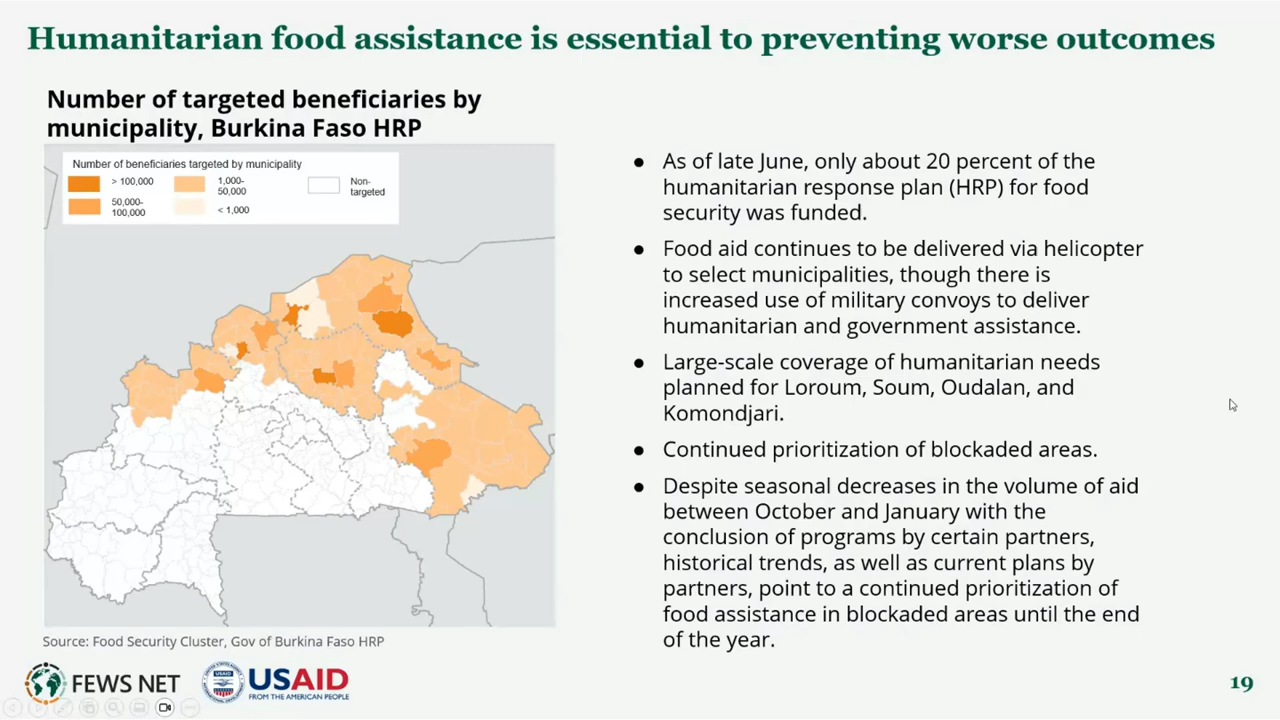 Humanitarian food assistance is essential to preventing worse outcomes
Number of targeted beneficiaries by
municipality, Burkina Faso HRP
Number of beneficiaries targeted by municipality
> 100,000
50,000-
100,000
1,000-
50,000
< 1,000
Non-
targeted
Source: Food Security Cluster, Gov of Burkina Faso HRP
● As of late June, only about 20 percent of the
humanitarian response plan (HRP) for food
security was funded.
● Food aid continues to be delivered via helicopter
to select municipalities, though there is
increased use of military convoys to deliver
humanitarian and government assistance.
● Large-scale coverage of humanitarian needs
planned for Loroum, Soum, Oudalan, and
Komondjari.
● Continued prioritization of blockaded areas.
● Despite seasonal decreases in the volume of aid
between October and January with the
conclusion of programs by certain partners,
historical trends, as well as current plans by
partners, point to a continued prioritization of
food assistance in blockaded areas until the end
of the year.
FEWS NET
USAID
USAID
FROM THE AMERICAN PEOPLE
19